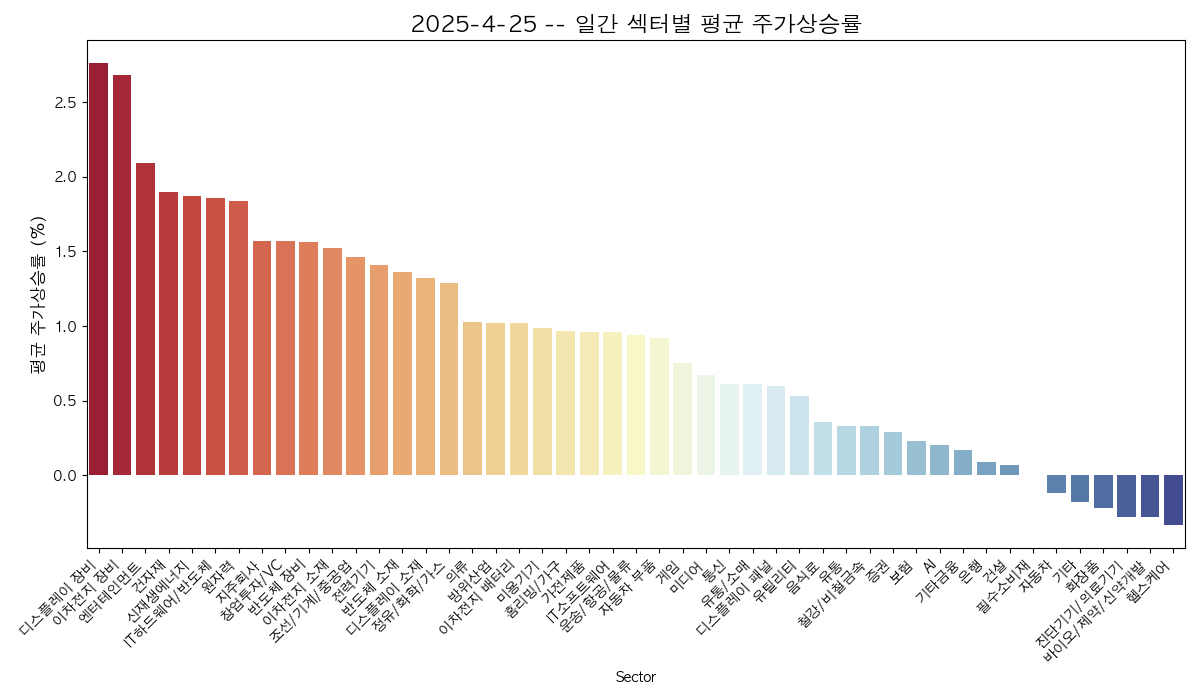 2025-4-25 -- 일간 섹터별 평균 주가상승률
평균 주가상승률 (%)
2.5
2.0
1.5
1.0
0.5
0.0
디스플레이 장비
이차전지 장비
엔터테인먼트
건자재
신재생에너지
IT하드웨어/반도체
원자력
지주회사
창업투자/VC
반도체 장비
이차전지 소재
조선/기계/중공업
전력기기
반도체 소재
디스플레이 소재
정유/화학/가스
의류
방위산업
이차전지 배터리
미용기기
홈리빙/가구
가전제품
IT소프트웨어
운송/항공/물류
자동차 부품
게임
미디어
통신
유통/소매
디스플레이 패널
유틸리티
음식료
유통
철강/비철금속
증권
보험
AI
기타금융
은행
건설
필수소비재
자동차
기타
화장품
진단기기/의료기기
바이오/제약/신약개발
헬스케어
Sector